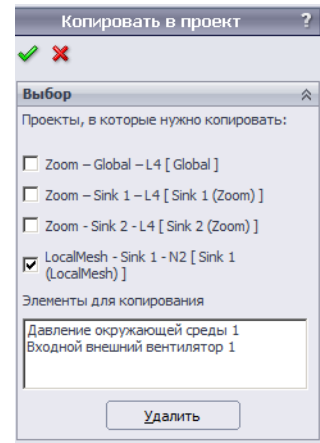 Копировать в проект ?
Выбор
Проекты, в которые нужно копировать:
Zoom – Global – L4 [ Global ]
Zoom – Sink 1 – L4 [ Sink 1 (Zoom) ]
Zoom - Sink 2 - L4 [ Sink 2 (Zoom) ]
LocalMesh - Sink 1 - N2 [ Sink 1
(LocalMesh) ]
Элементы для копирования
Давление окружающей среды 1
Входной внешний вентилятор 1
Удалить